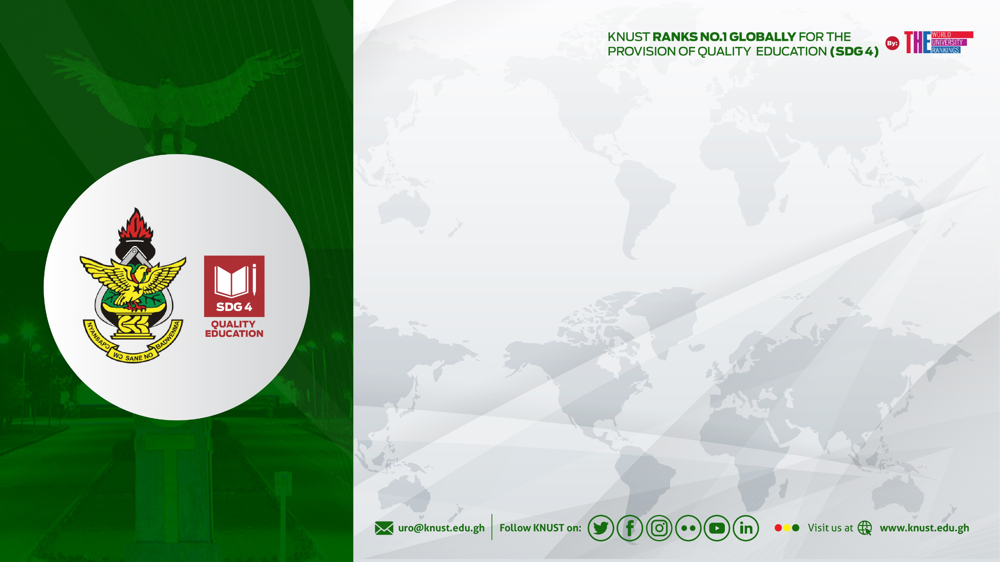 KNUST RANKS NO.1 GLOBALLY FOR THE
PROVISION OF QUALITY EDUCATION (SDG 4)
By:
THE WORLD
UNIVERSITY
RANKINGS
SDG 4
QUALITY
EDUCATION
NYANSAPƆ WƆ SANE NO BADWENMA
uro@knust.edu.gh
Follow KNUST on:
Visit us at
www.knust.edu.gh